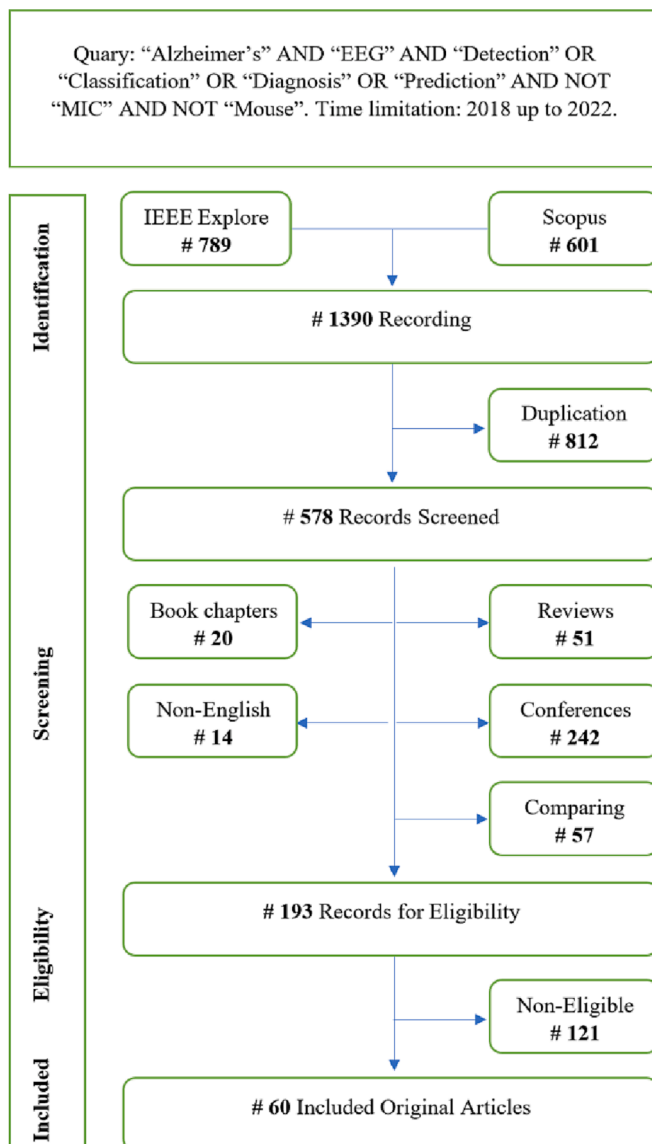 Quary: “Alzheimer’s” AND “EEG” AND “Detection” OR
“Classification” OR “Diagnosis” OR “Prediction” AND NOT
“MIC” AND NOT “Mouse”. Time limitation: 2018 up to 2022.
Identification
IEEE Explore
# 789
Scopus
# 601
# 1390 Recording
Duplication
# 812
# 578 Records Screened
Screening
Book chapters
# 20
Reviews
# 51
Non-English
# 14
Conferences
# 242
Comparing
# 57
Eligibility
# 193 Records for Eligibility
Non-Eligible
# 121
Included
# 60 Included Original Articles